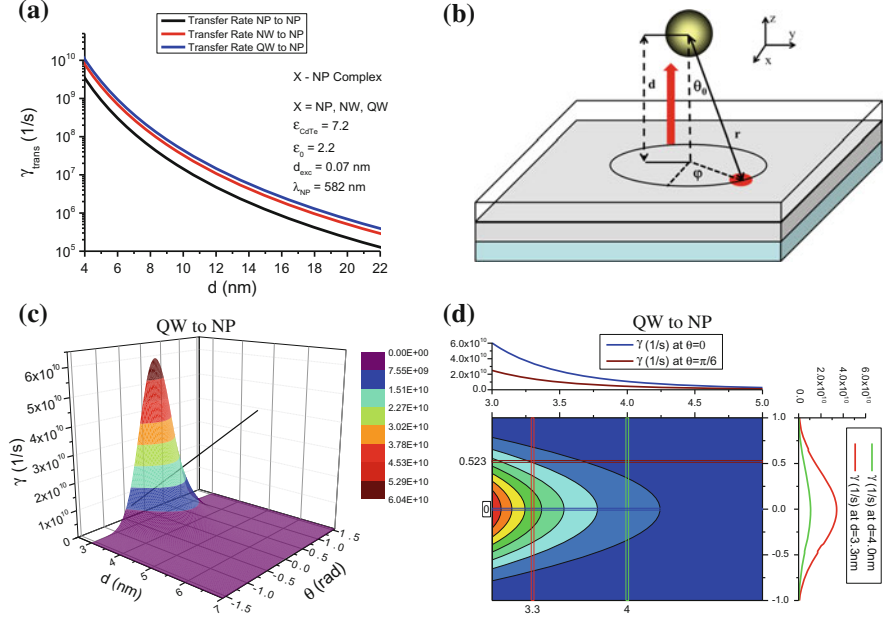 (a)
Transfer Rate NP to NP
Transfer Rate NW to NP
Transfer Rate QW to NP
X - NP Complex
X = NP, NW, QW
ε_CdTe = 7.2
ε_0 = 2.2
d_exc = 0.07 nm
λ_NP = 582 nm
γ_trans (1/s)
10^10
10^9
10^8
10^7
10^6
10^5
4 6 8 10 12 14 16 18 20 22
d (nm)
(b)
z
y
x
d
θ_0
r
φ
(c)
QW to NP
γ (1/s)
6x10^10
5x10^10
4x10^10
3x10^10
2x10^10
1x10^10
0
3 4 5 6 7
d (nm)
-1.5 -1.0 -0.5 0.0 0.5 1.0 1.5
θ (rad)
0.00E+00
7.55E+09
1.51E+10
2.27E+10
3.02E+10
3.78E+10
4.53E+10
5.29E+10
6.04E+10
(d)
QW to NP
6.0x10^10
4.0x10^10
2.0x10^10
0.0
γ (1/s) at θ=0
γ (1/s) at θ=π/6
3.0 3.5 4.0 4.5 5.0
0.523
0
3.3 4
1.0
0.5
0.0
-0.5
-1.0
0.0
2.0x10^10
4.0x10^10
6.0x10^10
γ (1/s) at d=4.0nm
γ (1/s) at d=3.3nm